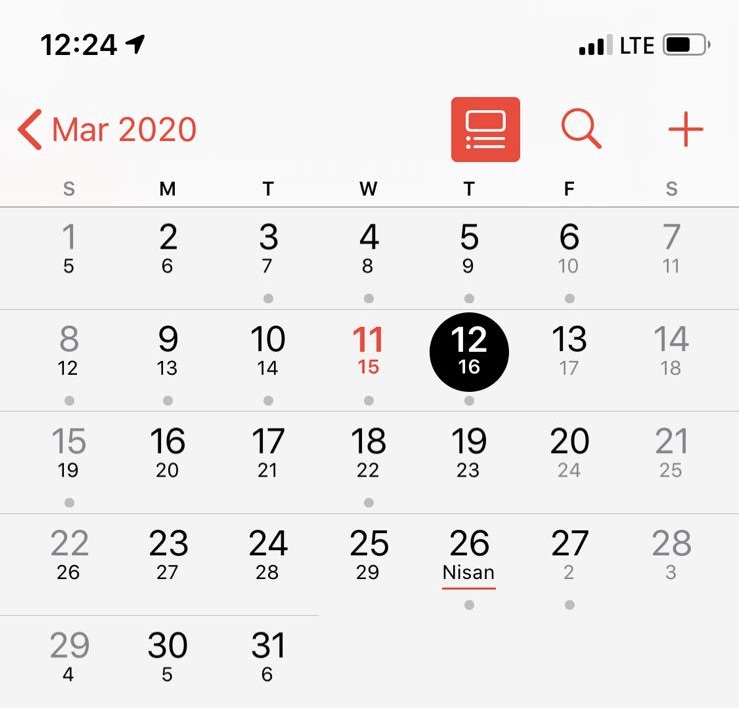 12:24 LTE
Mar 2020
S M T W T F S
1 2 3 4 5 6 7
5 6 7 8 9 10 11
8 9 10 11 12 13 14
12 13 14 15 16 17 18
15 16 17 18 19 20 21
19 20 21 22 23 24 25
22 23 24 25 26 27 28
26 27 28 29 Nisan 2 3
29 30 31
4 5 6